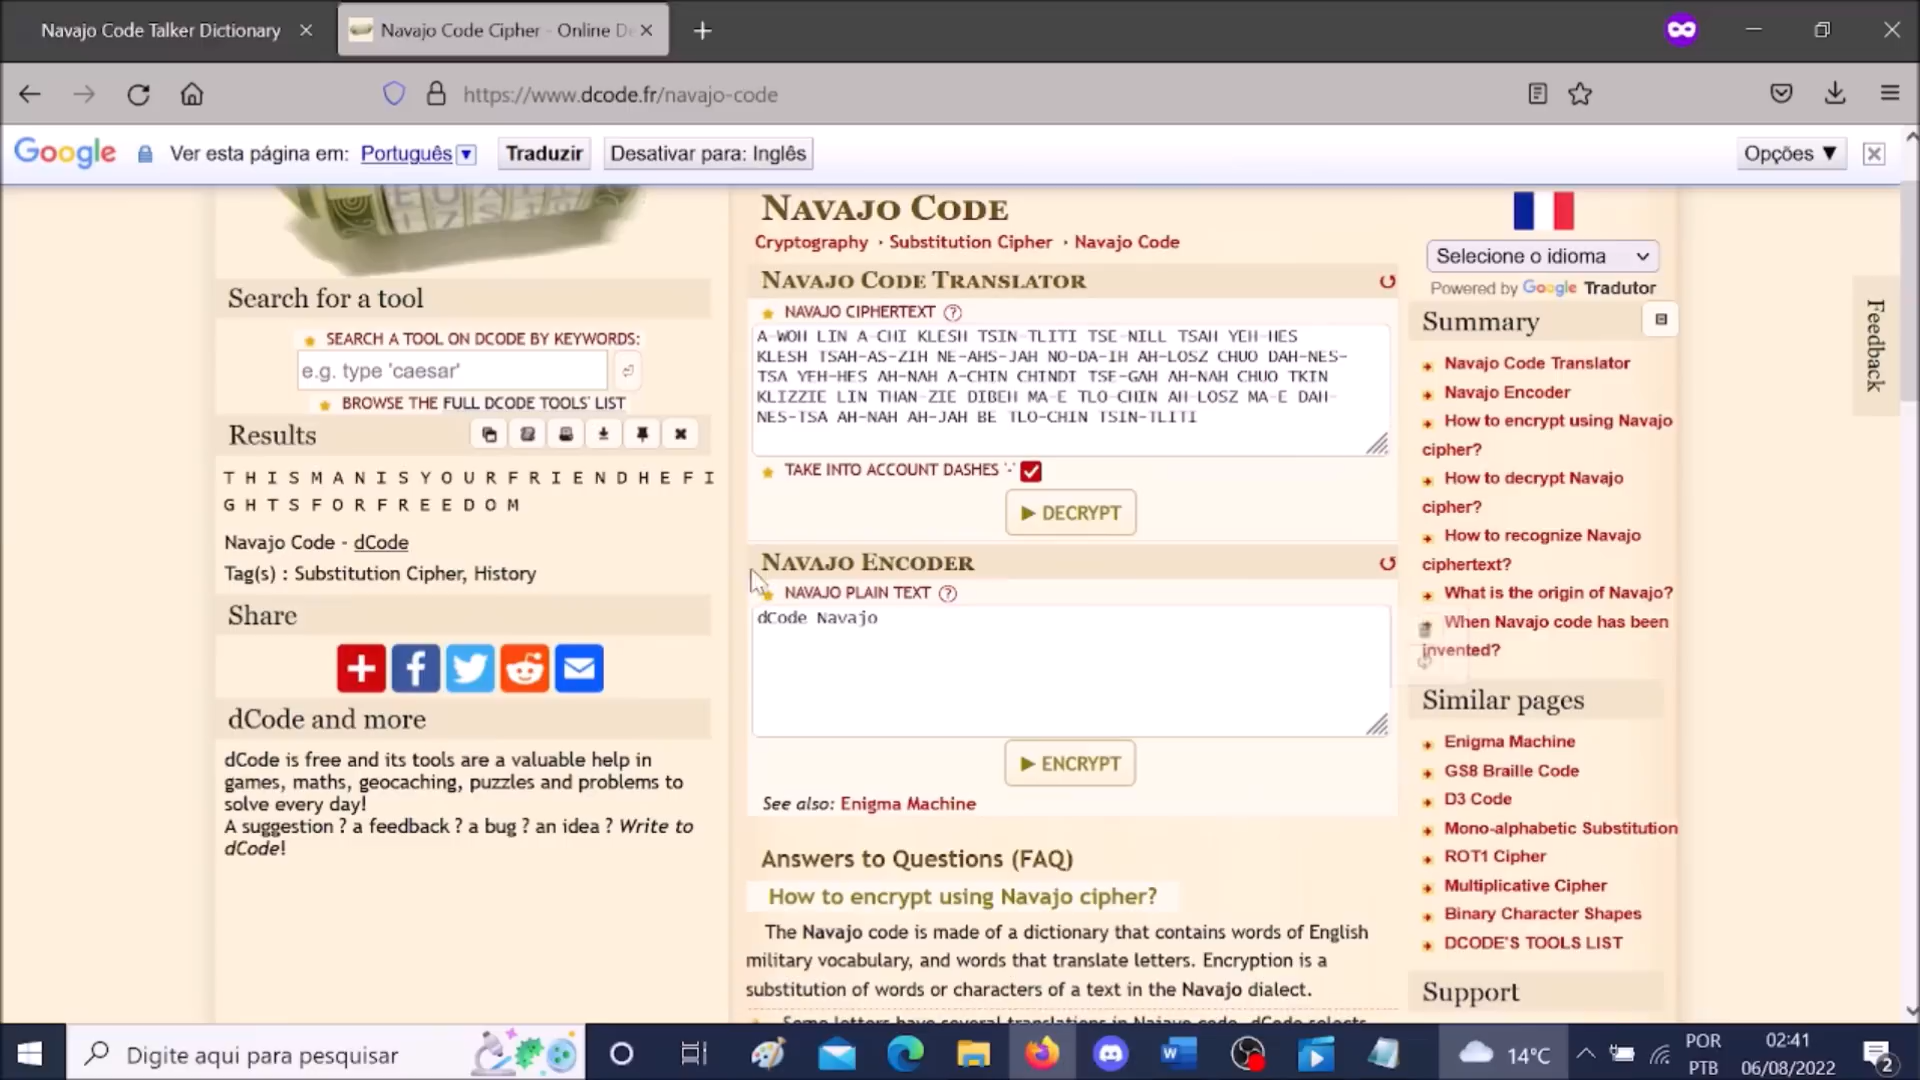 Navajo Code Talker Dictionary
Navajo Code Cipher - Online De
https://www.dcode.fr/navajo-code
Google
Ver esta página em: Português ▼
Traduzir
Desativar para: Inglês
Opções ▼
Search for a tool
SEARCH A TOOL ON DCODE BY KEYWORDS:
e.g. type 'caesar'
BROWSE THE FULL DCODE TOOLS' LIST
Results
T H I S M A N I S Y O U R F R I E N D H E F I
G H T S F O R F R E E D O M
Navajo Code - dCode
Tag(s) : Substitution Cipher, History
Share
dCode and more
dCode is free and its tools are a valuable help in
games, maths, geocaching, puzzles and problems to
solve every day!
A suggestion ? a feedback ? a bug ? an idea ? Write to
dCode!
NAVAJO CODE
Cryptography · Substitution Cipher · Navajo Code
NAVAJO CODE TRANSLATOR
NAVAJO CIPHERTEXT ?
A-WOH LIN A-CHI KLESH TSIN-TLITI TSE-NILL TSAH YEH-HES
KLESH TSAH-AS-ZIH NE-AHS-JAH NO-DA-IH AH-LOSZ CHUO DAH-NES-
TSA YEH-HES AH-NAH A-CHIN CHINDI TSE-GAH AH-NAH CHUO TKIN
KLIZZIE LIN THAN-ZIE DIBEH MA-E TLO-CHIN AH-LOSZ MA-E DAH-
NES-TSA AH-NAH AH-JAH BE TLO-CHIN TSIN-TLITI
TAKE INTO ACCOUNT DASHES '-'
▶ DECRYPT
NAVAJO ENCODER
NAVAJO PLAIN TEXT ?
dCode Navajo
▶ ENCRYPT
See also: Enigma Machine
Answers to Questions (FAQ)
How to encrypt using Navajo cipher?
The Navajo code is made of a dictionary that contains words of English
military vocabulary, and words that translate letters. Encryption is a
substitution of words or characters of a text in the Navajo dialect.
Some letters have several translations in Najavo code, dCode selects
Selecione o idioma
Powered by Google Tradutor
Summary
Navajo Code Translator
Navajo Encoder
How to encrypt using Navajo
cipher?
How to decrypt Navajo
cipher?
How to recognize Navajo
ciphertext?
What is the origin of Navajo?
When Navajo code has been
invented?
Similar pages
Enigma Machine
GS8 Braille Code
D3 Code
Mono-alphabetic Substitution
ROT1 Cipher
Multiplicative Cipher
Binary Character Shapes
DCODE'S TOOLS LIST
Support
Feedback
Digite aqui para pesquisar
14°C
POR
PTB
02:41
06/08/2022
2